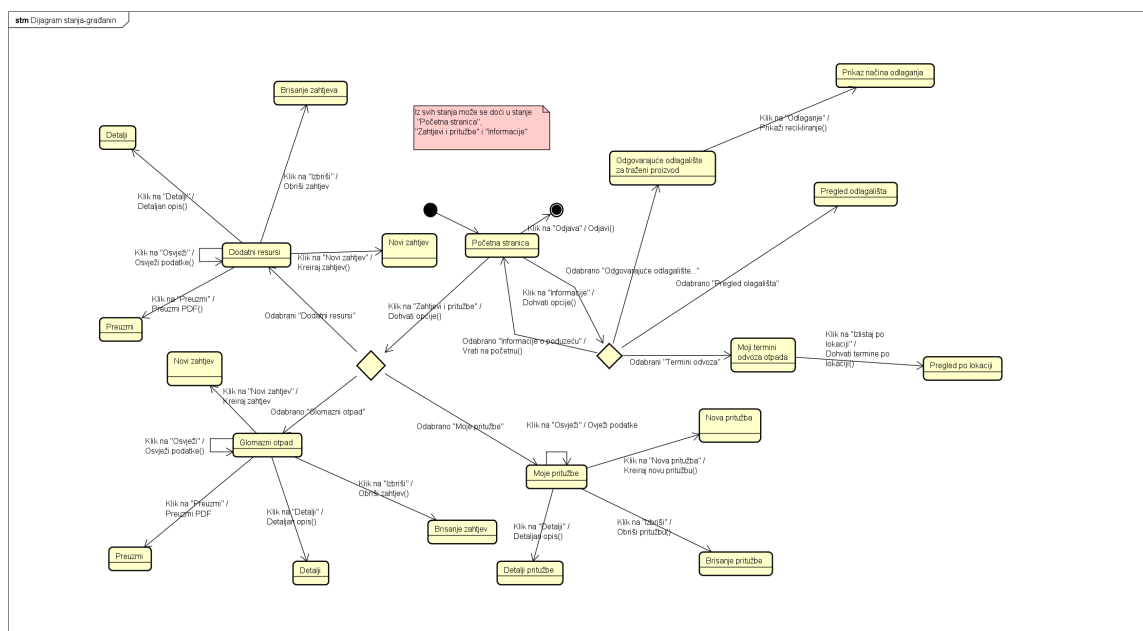 stm Dijagram stanja-građanin
Prikaz načina odlaganja
Brisanje zahtjeva
Iz svih stanja može se doći u stanje
"Početna stranica",
"Zahtjevi i pritužbe" i "Informacije"
Klik na "Odlaganje" /
Prikaži recikliranje()
Detalji
Odgovarajuće odlagalište
za traženi proizvod
Klik na "Izbriši" /
Obriši zahtjev
Klik na "Detalji" /
Detaljan opis()
Pregled odlagališta
Klik na "Odjava" / Odjavi()
Početna stranica
Novi zahtjev
Dodatni resursi
Klik na "Osvježi" /
Osvježi podatke()
Klik na "Novi zahtjev" /
Kreiraj zahtjev()
Odabrano "Odgovarajuće odlagalište..."
Odabrano "Pregled olagališta"
Klik na "Informacije" /
Dohvati opcije()
Klik na "Preuzmi" /
Preuzmi PDF()
Klik na "Zahtjevi i pritužbe" /
Dohvati opcije()
Odabrani "Dodatni resursi"
Preuzmi
Odabrano "Informacije o poduzeću" /
Vrati na početnu()
Klik na "Izlistaj po
lokaciji" /
Dohvati termine po
lokaciji()
Moji termini
odvoza otpada
Odabrani "Termini odvoza"
Pregled po lokaciji
Novi zahtjev
Klik na "Novi zahtjev" /
Kreiraj zahtjev
Odabrano "Glomazni otpad"
Odabrano "Moje pritužbe"
Klik na "Osvježi" / Ovježi podatke
Nova pritužba
Klik na "Osvježi" /
Osvježi podatke()
Glomazni otpad
Moje pritužbe
Klik na "Nova pritužba" /
Kreiraj novu pritužbu()
Klik na "Izbriši" /
Obriši zahtjev()
Klik na "Preuzmi" /
Preuzmi PDF
Klik na "Detalji" /
Detaljan opis()
Brisanje zahtjev
Klik na "Detalji" /
Detaljan opis()
Klik na "Izbriši" /
Obriši pritužbu()
Preuzmi
Detalji
Detalji pritužbe
Brisanje pritužbe